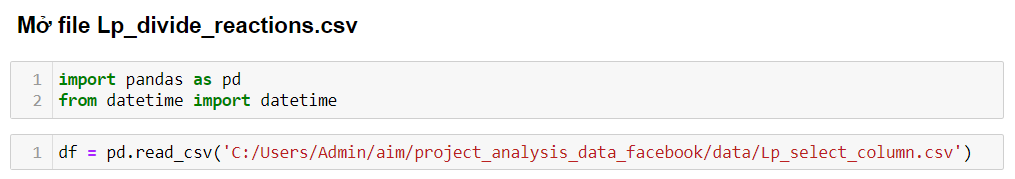 Mở file Lp_divide_reactions.csv
1 import pandas as pd
2 from datetime import datetime
1 df = pd.read_csv('C:/Users/Admin/aim/project_analysis_data_facebook/data/Lp_select_column.csv')